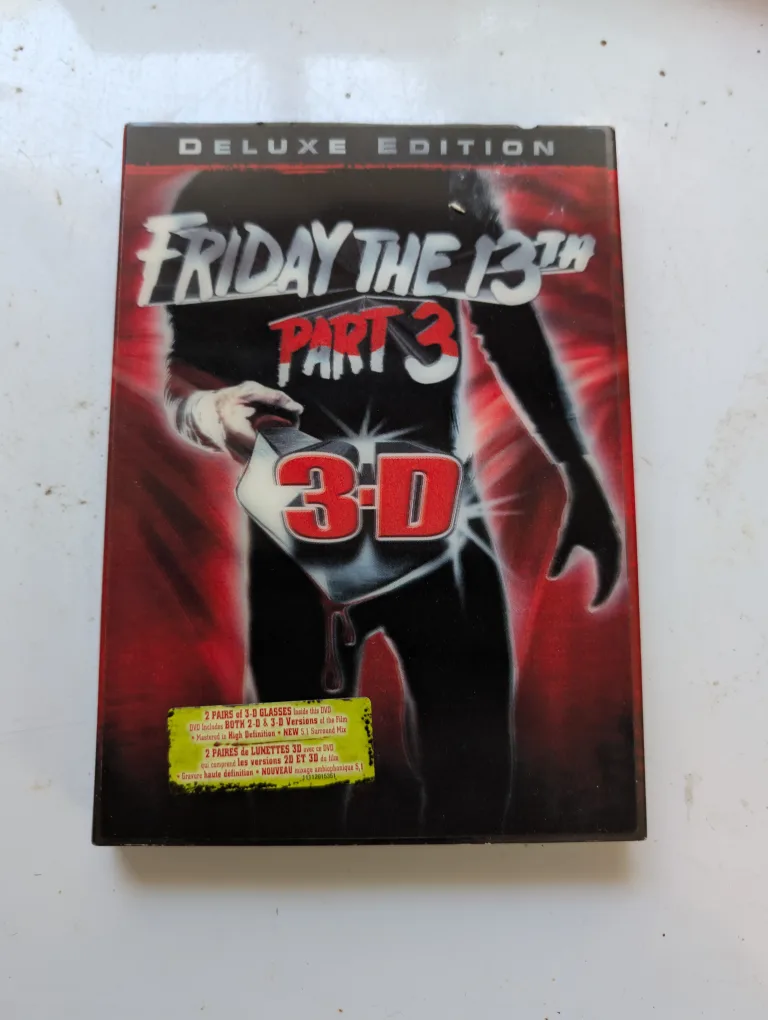 DELUXE EDITION
FRIDAY THE 13TH
PART 3
3-D
2 PAIRS of 3-D GLASSES Inside this DVD
DVD Includes BOTH 2-D & 3-D Versions of the Film
• Mastered in High Definition • NEW 5.1 Surround Mix
2 PAIRES de LUNETTES 3D avec ce DVD
qui comprend les versions 2D ET 3D du film
• Gravure haute définition • NOUVEAU mixage ambiophonique 5,1